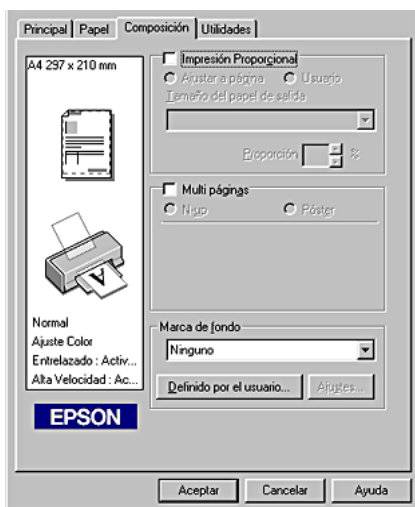 Principal Papel Composición Utilidades
A4 297 x 210 mm
Impresión Proporcional
Ajustar a página Usuario
Tamaño del papel de salida
Proporción %
Multi páginas
N-up Póster
Normal
Ajuste Color
Entrelazado : Activ...
Alta Velocidad : Ac...
EPSON
Marca de fondo
Ninguno
Definido por el usuario... Ajustes...
Aceptar Cancelar Ayuda